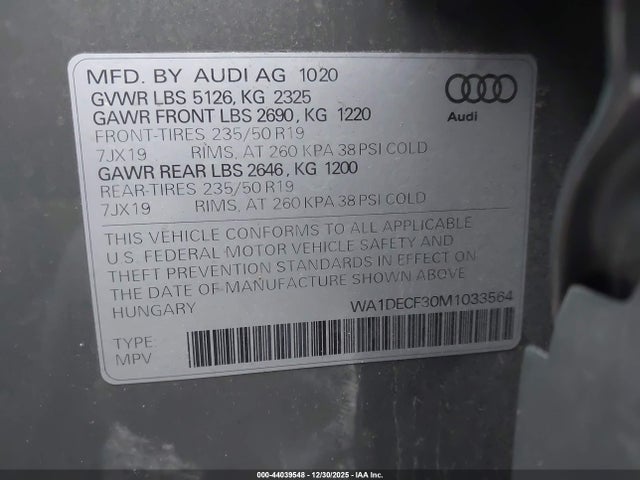 MFD. BY AUDI AG 1020
GVWR LBS 5126, KG 2325
GAWR FRONT LBS 2690, KG 1220
FRONT-TIRES 235/50 R19
7JX19 RIMS, AT 260 KPA 38 PSI COLD
GAWR REAR LBS 2646, KG 1200
REAR-TIRES 235/50 R19
7JX19 RIMS, AT 260 KPA 38 PSI COLD
Audi
THIS VEHICLE CONFORMS TO ALL APPLICABLE
U.S. FEDERAL MOTOR VEHICLE SAFETY AND
THEFT PREVENTION STANDARDS IN EFFECT ON
THE DATE OF MANUFACTURE SHOWN ABOVE
HUNGARY WA1DECF30M1033564
TYPE
MPV
000-44039548 - 12/30/2025 - IAA Inc.